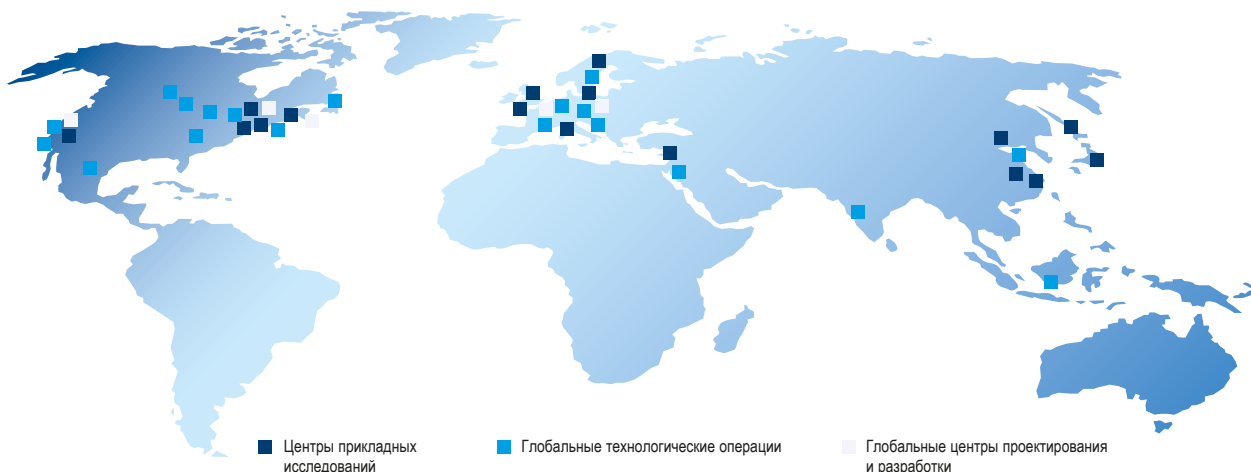 Центры прикладных
исследований
Глобальные технологические операции
Глобальные центры проектирования
и разработки